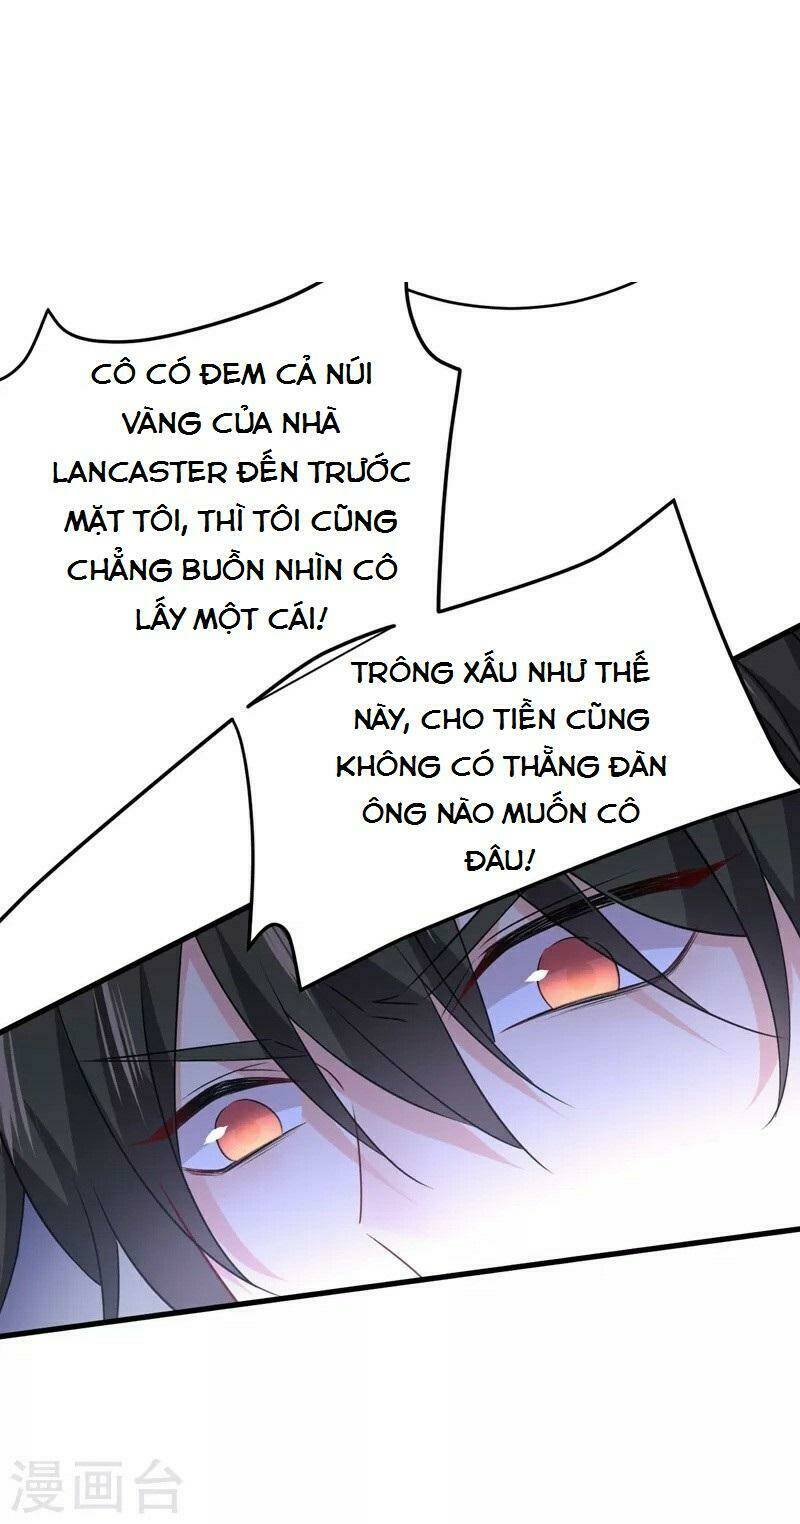 CÔ CÓ ĐEM CẢ NÚI
VÀNG CỦA NHÀ
LANCASTER ĐẾN TRƯỚC
MẶT TÔI, THÌ TÔI CŨNG
CHẲNG BUỒN NHÌN CÔ
LẤY MỘT CÁI!
TRÔNG XẤU NHƯ THẾ
NÀY, CHO TIỀN CŨNG
KHÔNG CÓ THẰNG ĐÀN
ÔNG NÀO MUỐN CÔ
ĐÂU!
漫画台